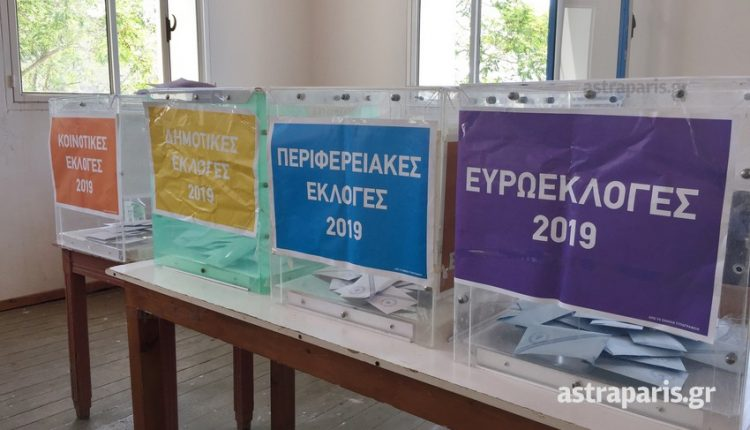 astraparis.gr
ΚΟΙΝΟΤΙΚΕΣ
ΕΚΛΟΓΕΣ
2019
ΔΗΜΟΤΙΚΕΣ
ΕΚΛΟΓΕΣ
2019
ΠΕΡΙΦΕΡΕΙΑΚΕΣ
ΕΚΛΟΓΕΣ
2019
ΕΥΡΩΕΚΛΟΓΕΣ
2019
astraparis.gr